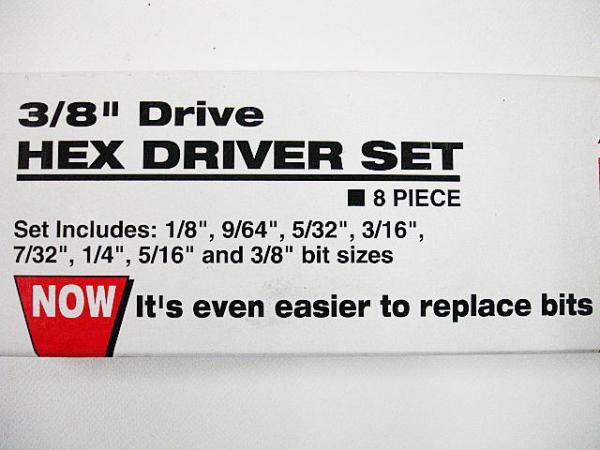 3/8" Drive
HEX DRIVER SET
■ 8 PIECE
Set Includes: 1/8", 9/64", 5/32", 3/16",
7/32", 1/4", 5/16" and 3/8" bit sizes
NOW It's even easier to replace bits